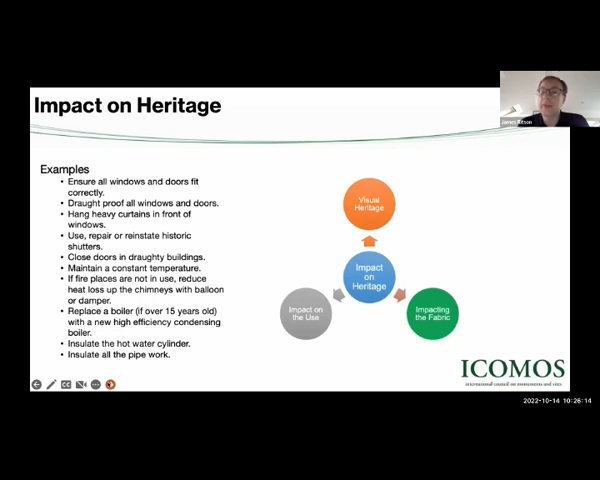 Impact on Heritage
James Ritson
Examples
• Ensure all windows and doors fit
correctly.
• Draught proof all windows and doors.
• Hang heavy curtains in front of
windows.
• Use, repair or reinstate historic
shutters.
• Close doors in draughty buildings.
• Maintain a constant temperature.
• If fire places are not in use, reduce
heat loss up the chimneys with balloon
or damper.
• Replace a boiler (if over 15 years old)
with a new high efficiency condensing
boiler.
• Insulate the hot water cylinder.
• Insulate all the pipe work.
Visual
Heritage
Impact
on
Heritage
Impact on
the Use
Impacting
the Fabric
ICOMOS
international council on monuments and sites
CC
2022-10-14 10:26:14